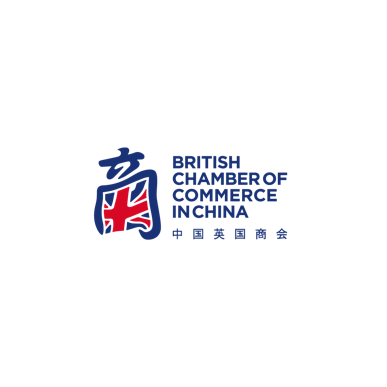 商
BRITISH
CHAMBER OF
COMMERCE
IN CHINA
中国英国商会